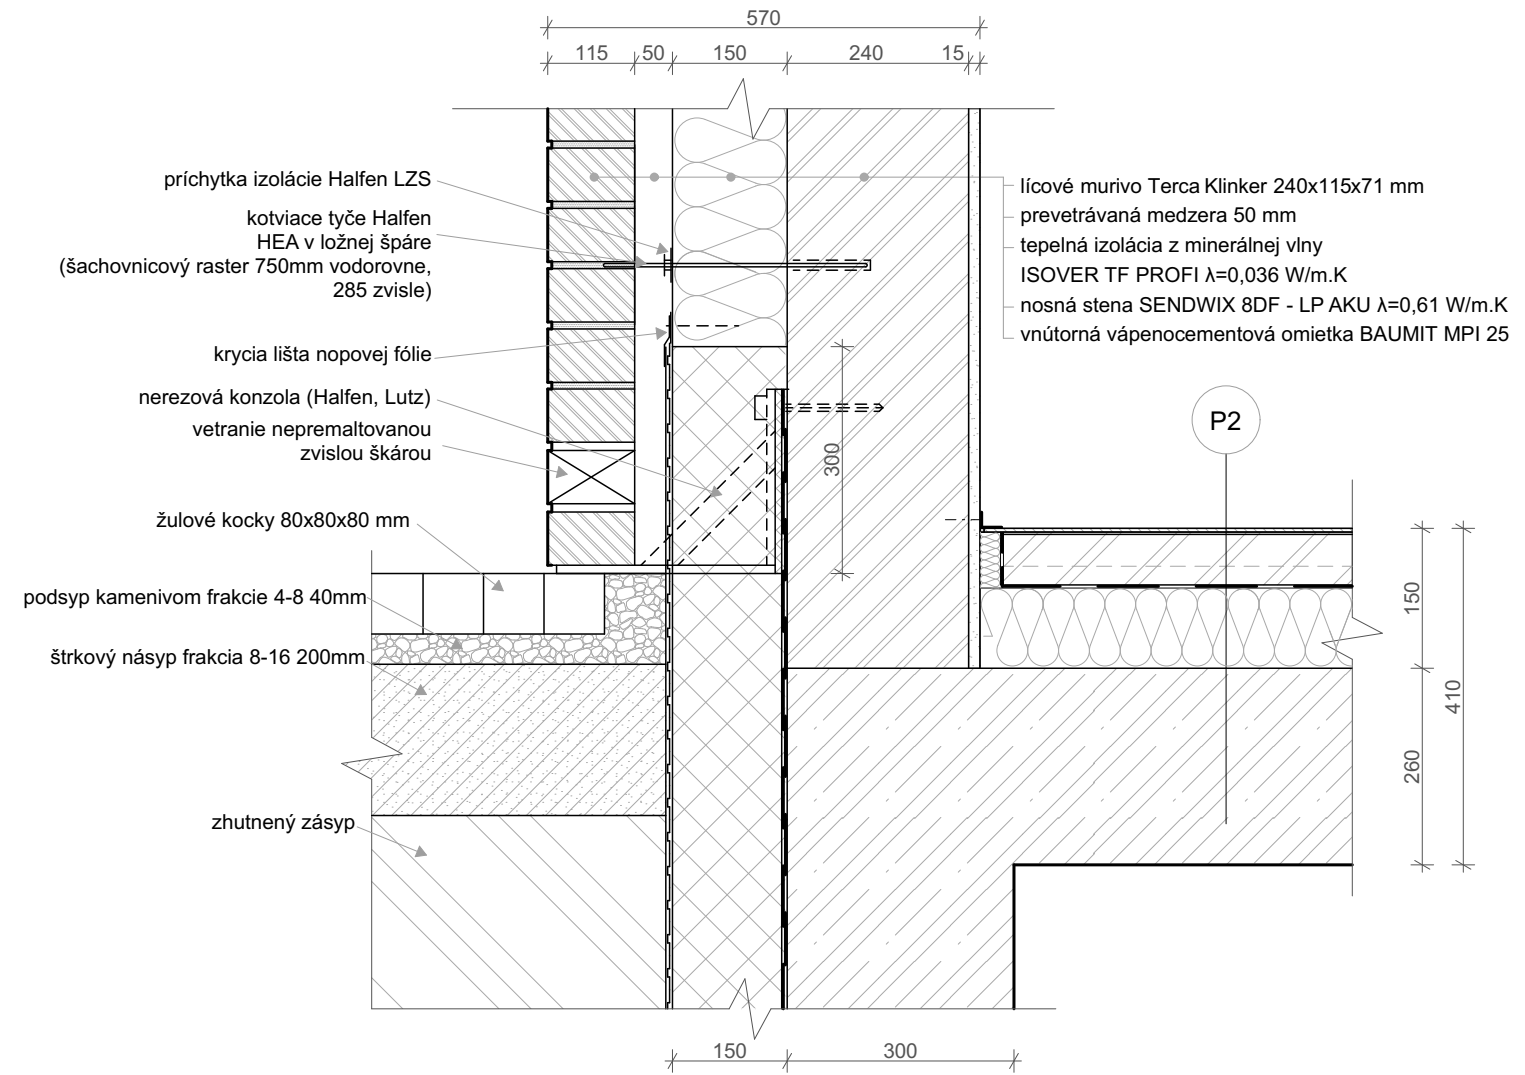 570
115
50
150
240
15
príchytka izolácie Halfen LZS
kotviace tyče Halfen
HEA v ložnej špáre
(šachovnicový raster 750mm vodorovne,
285 zvisle)
krycia lišta nopovej fólie
nerezová konzola (Halfen, Lutz)
vetranie nepremaltovanou
zvislou škárou
žulové kocky 80x80x80 mm
podsyp kamenivom frakcie 4-8 40mm
štrkový násyp frakcia 8-16 200mm
zhutnený zásyp
lícové murivo Terca Klinker 240x115x71 mm
prevetrávaná medzera 50 mm
tepelná izolácia z minerálnej vlny
ISOVER TF PROFI λ=0,036 W/m.K
nosná stena SENDWIX 8DF - LP AKU λ=0,61 W/m.K
vnútorná vápenocementová omietka BAUMIT MPI 25
P2
300
150
410
260
150
300